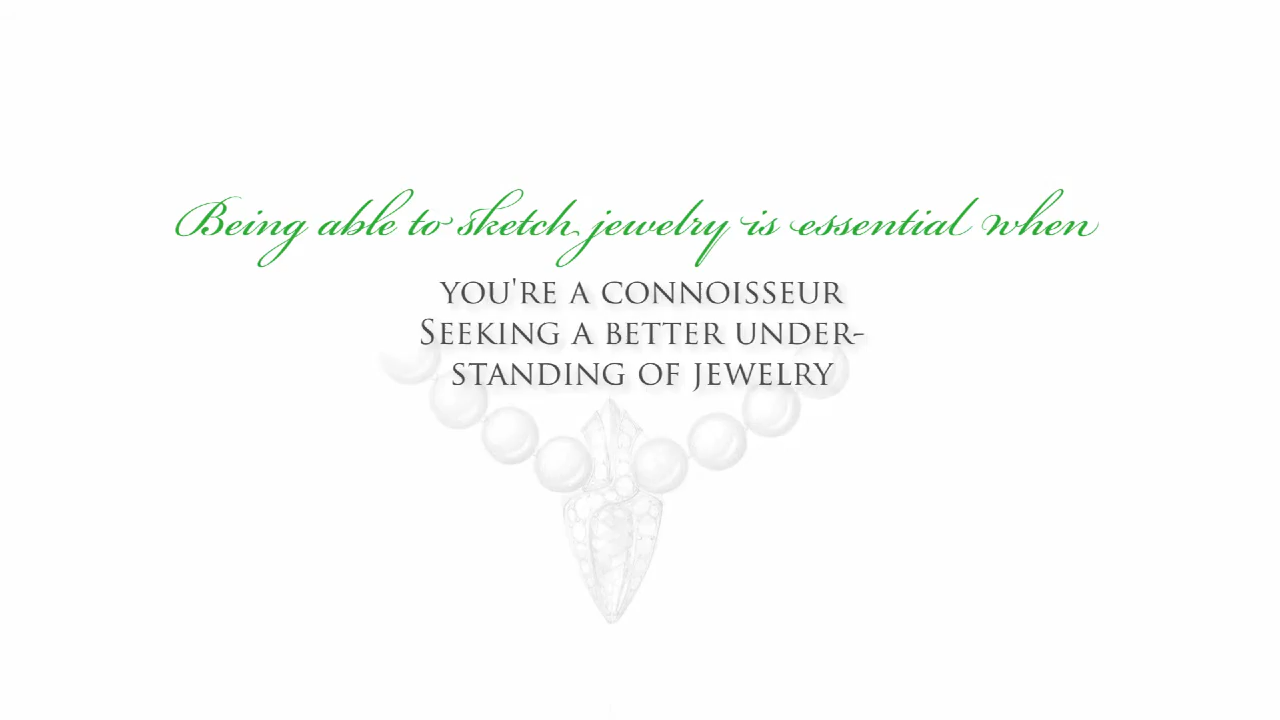 Being able to sketch jewelry is essential when
YOU'RE A CONNOISSEUR
SEEKING A BETTER UNDER-
STANDING OF JEWELRY